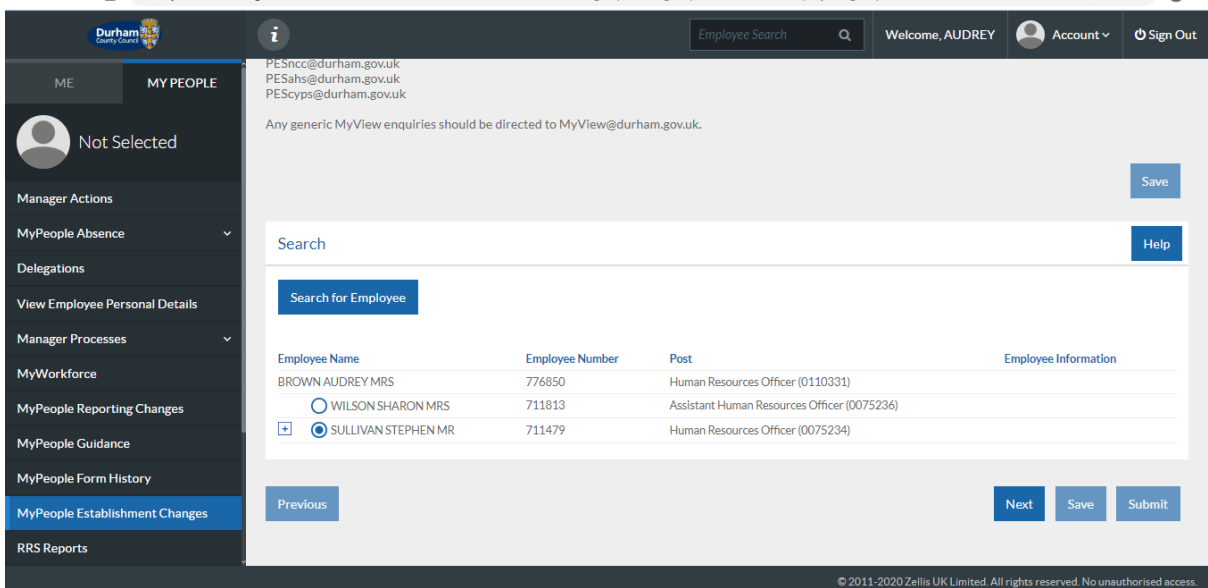 Durham
County Council
i
Employee Search
Welcome, AUDREY
Account
Sign Out
ME
MY PEOPLE
Not Selected
Manager Actions
MyPeople Absence
Delegations
View Employee Personal Details
Manager Processes
MyWorkforce
MyPeople Reporting Changes
MyPeople Guidance
MyPeople Form History
MyPeople Establishment Changes
RRS Reports
PESncc@durham.gov.uk
PESahs@durham.gov.uk
PEScyps@durham.gov.uk
Any generic MyView enquiries should be directed to MyView@durham.gov.uk.
Save
Search
Help
Search for Employee
Employee Name Employee Number Post Employee Information
BROWN AUDREY MRS 776850 Human Resources Officer (0110331)
WILSON SHARON MRS 711813 Assistant Human Resources Officer (0075236)
SULLIVAN STEPHEN MR 711479 Human Resources Officer (0075234)
Previous
Next
Save
Submit
© 2011-2020 Zellis UK Limited. All rights reserved. No unauthorised access.